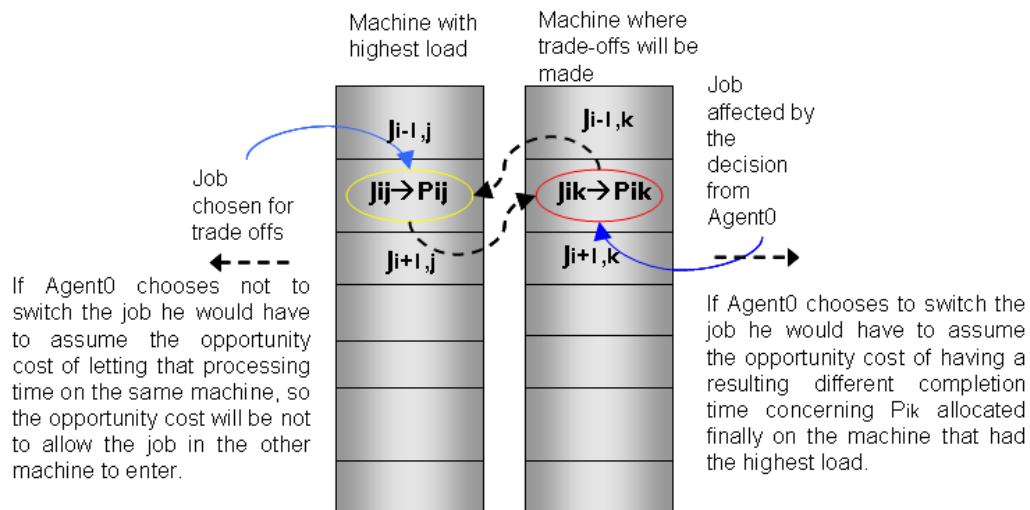 Machine with
highest load
Machine where
trade-offs will be
made
Job
affected by
the
decision
from
Agent0
Ji-1,j
Ji-1,k
Job
chosen for
trade offs
Jij→Pij
Jik→Pik
Ji+1,j
Ji+1,k
If Agent0 chooses not to
switch the job he would have
to assume the opportunity
cost of letting that processing
time on the same machine, so
the opportunity cost will be not
to allow the job in the other
machine to enter.
If Agent0 chooses to switch the
job he would have to assume
the opportunity cost of having a
resulting different completion
time concerning Pik allocated
finally on the machine that had
the highest load.